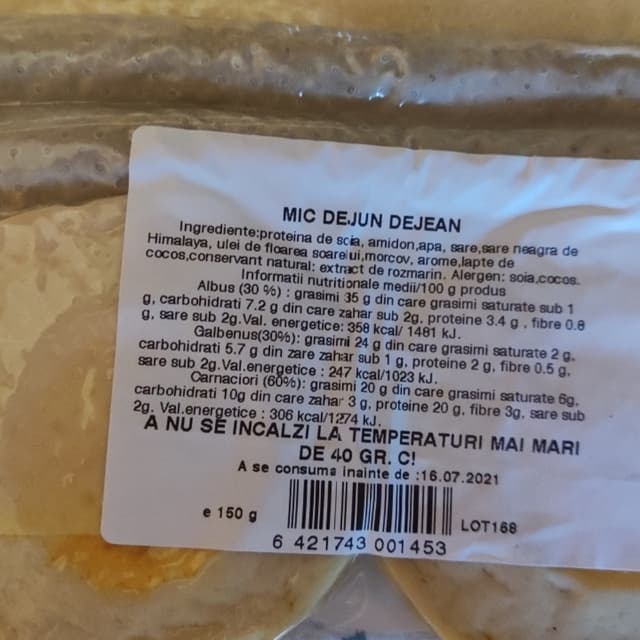 MIC DEJUN DEJEAN
Ingrediente:proteina de soia, amidon,apa, sare,sare neagra de
Himalaya, ulei de floarea soarelui,morcov, arome,lapte de
cocos,conservant natural: extract de rozmarin. Alergen: soia,cocos.
Informatii nutritionale medii/100 g produs
Albus (30 %) : grasimi 35 g din care grasimi saturate sub 1
g, carbohidrati 7.2 g din care zahar sub 2g, proteine 3.4 g , fibre 0.8
g, sare sub 2g.Val. energetice: 358 kcal/ 1481 kJ.
Galbenus(30%): grasimi 24 g din care grasimi saturate 2 g,
carbohidrati 5.7 g din zare zahar sub 1 g, proteine 2 g, fibre 0.5 g,
sare sub 2g.Val.energetice : 247 kcal/1023 kJ.
Carnaciori (60%): grasimi 20 g din care grasimi saturate 6g,
carbohidrati 10g din care zahar 3 g, proteine 20 g, fibre 3g, sare sub
2g. Val.energetice : 306 kcal/1274 kJ.
A NU SE INCALZI LA TEMPERATURI MAI MARI
DE 40 GR. C!
A se consuma inainte de :16.07.2021
e 150 g
LOT168
6 421743 001453